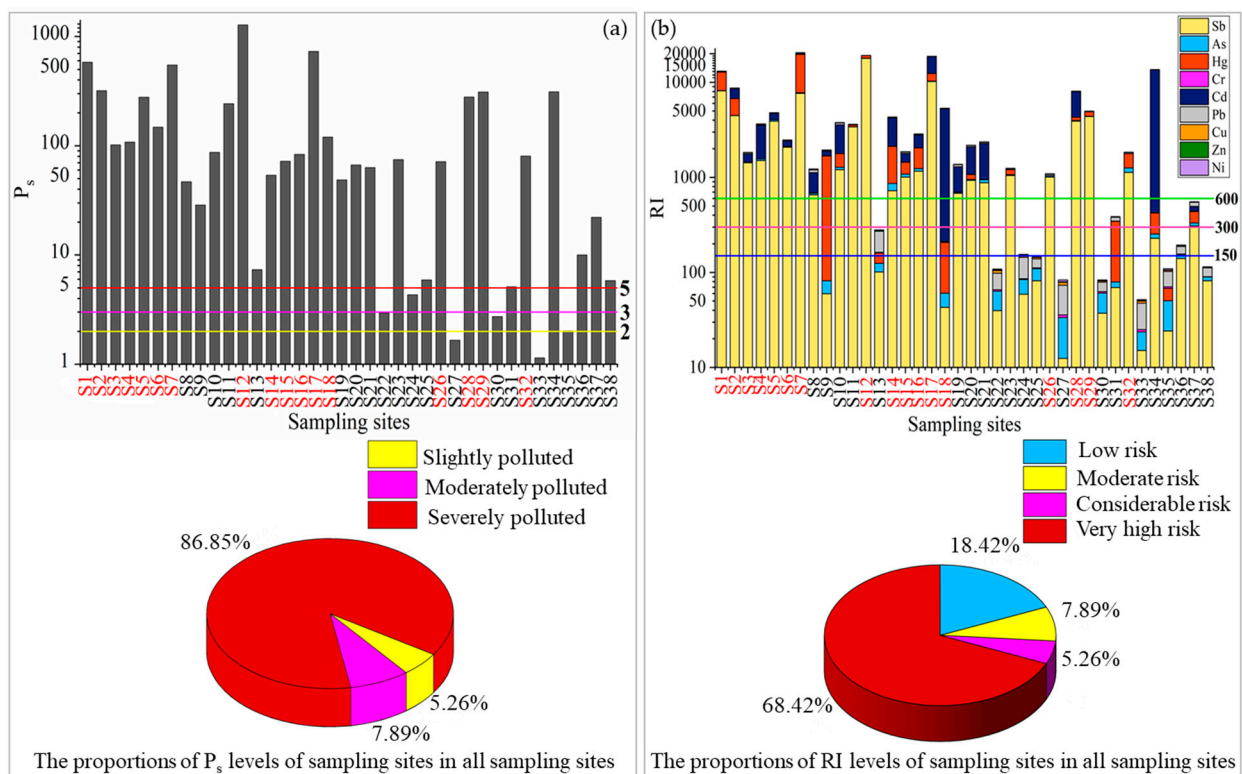 (a)
1000
500
100
50
10
5
1
Ps
5
3
2
S1 S2 S3 S4 S5 S6 S7 S8 S9 S10 S11 S12 S13 S14 S15 S16 S17 S18 S19 S20 S21 S22 S23 S24 S25 S26 S27 S28 S29 S30 S31 S32 S33 S34 S35 S36 S37 S38
Sampling sites
Slightly polluted
Moderately polluted
Severely polluted
86.85%
5.26%
7.89%
The proportions of Ps levels of sampling sites in all sampling sites
(b)
20000
10000
5000
1000
500
100
50
10
RI
Sb
As
Hg
Cr
Cd
Pb
Cu
Zn
Ni
600
300
150
S1 S2 S3 S4 S5 S6 S7 S8 S9 S10 S11 S12 S13 S14 S15 S16 S17 S18 S19 S20 S21 S22 S23 S24 S25 S26 S27 S28 S29 S30 S31 S32 S33 S34 S35 S36 S37 S38
Sampling sites
Low risk
Moderate risk
Considerable risk
Very high risk
18.42%
7.89%
5.26%
68.42%
The proportions of RI levels of sampling sites in all sampling sites